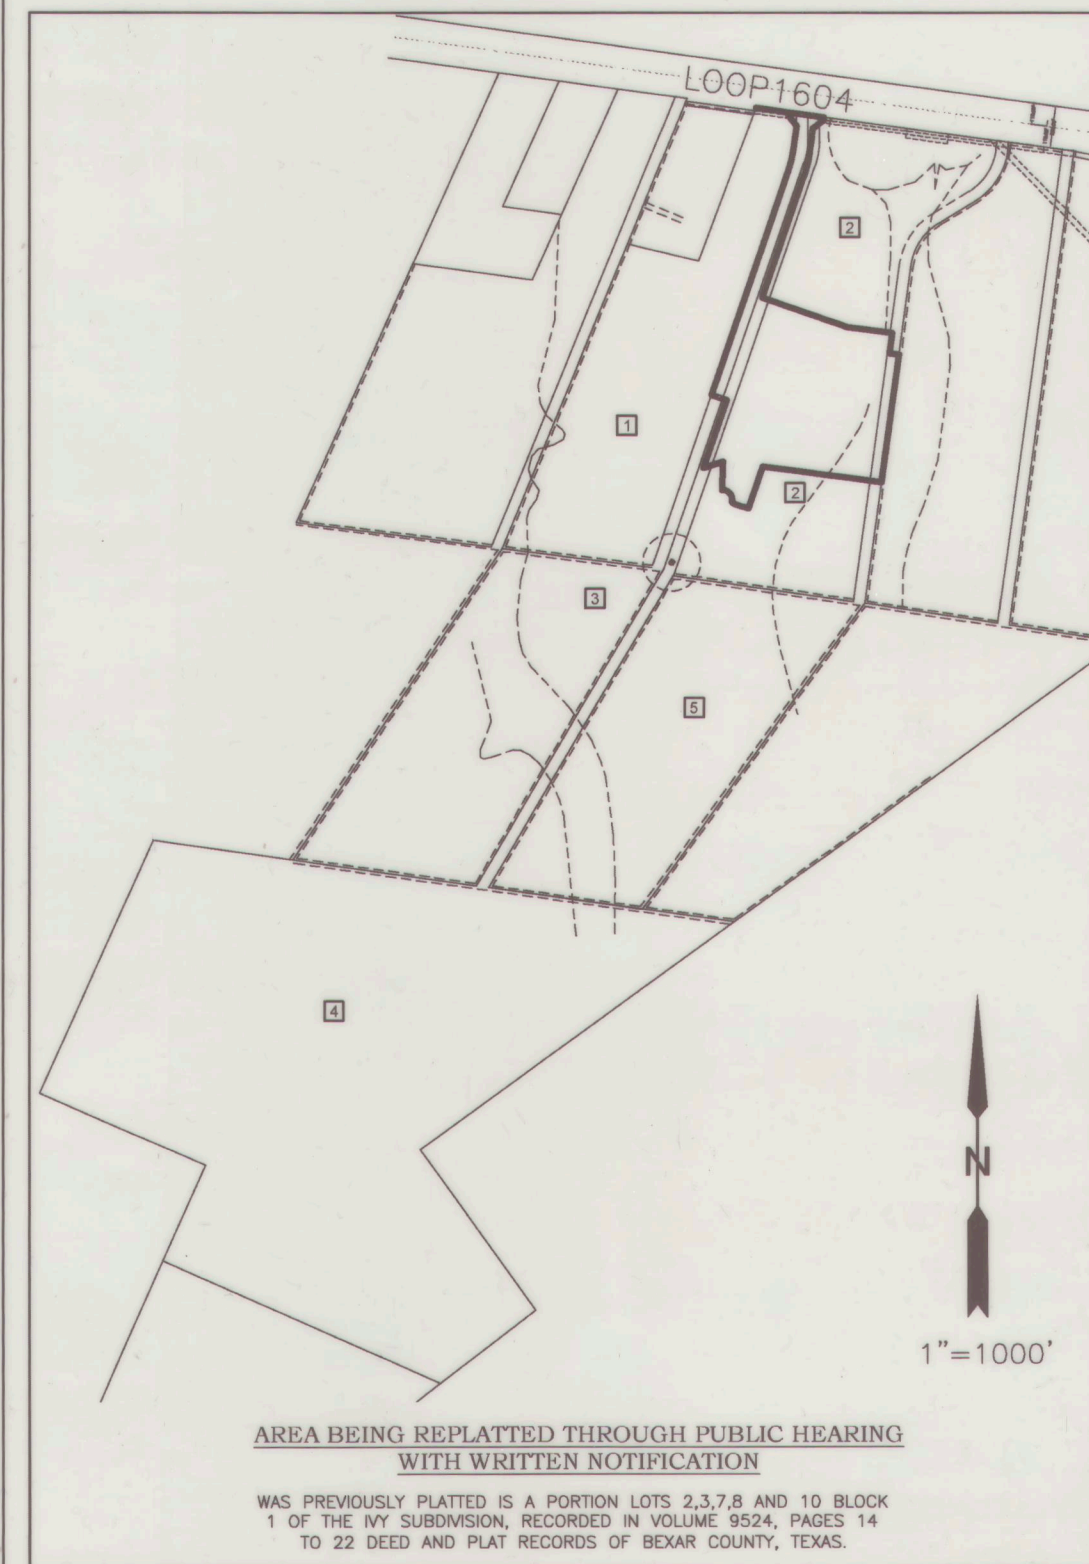 LOOP1604
2
1
2
3
5
4
N
1"=1000'
AREA BEING REPLATTED THROUGH PUBLIC HEARING
WITH WRITTEN NOTIFICATION
WAS PREVIOUSLY PLATTED IS A PORTION LOTS 2,3,7,8 AND 10 BLOCK
1 OF THE IVY SUBDIVISION, RECORDED IN VOLUME 9524, PAGES 14
TO 22 DEED AND PLAT RECORDS OF BEXAR COUNTY, TEXAS.